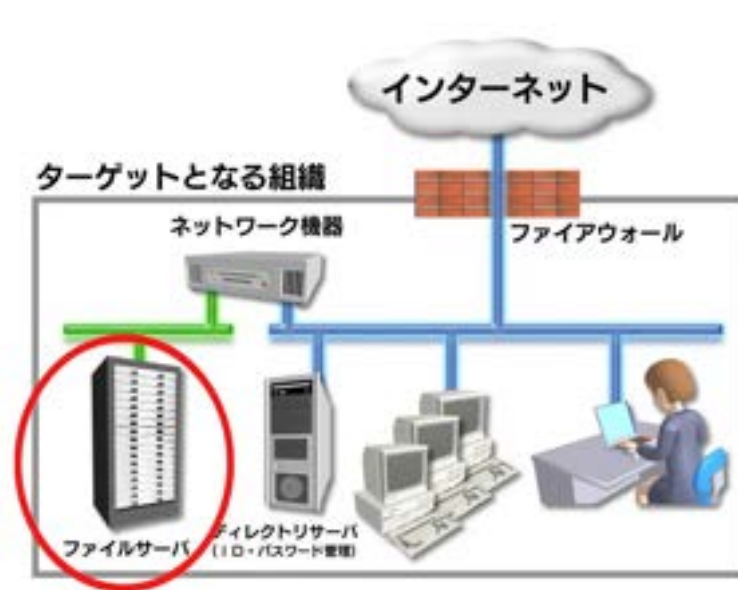 インターネット
ターゲットとなる組織
ネットワーク機器
ファイアウォール
ファイルサーバ
ディレクトリサーバ
(ID・パスワード管理)